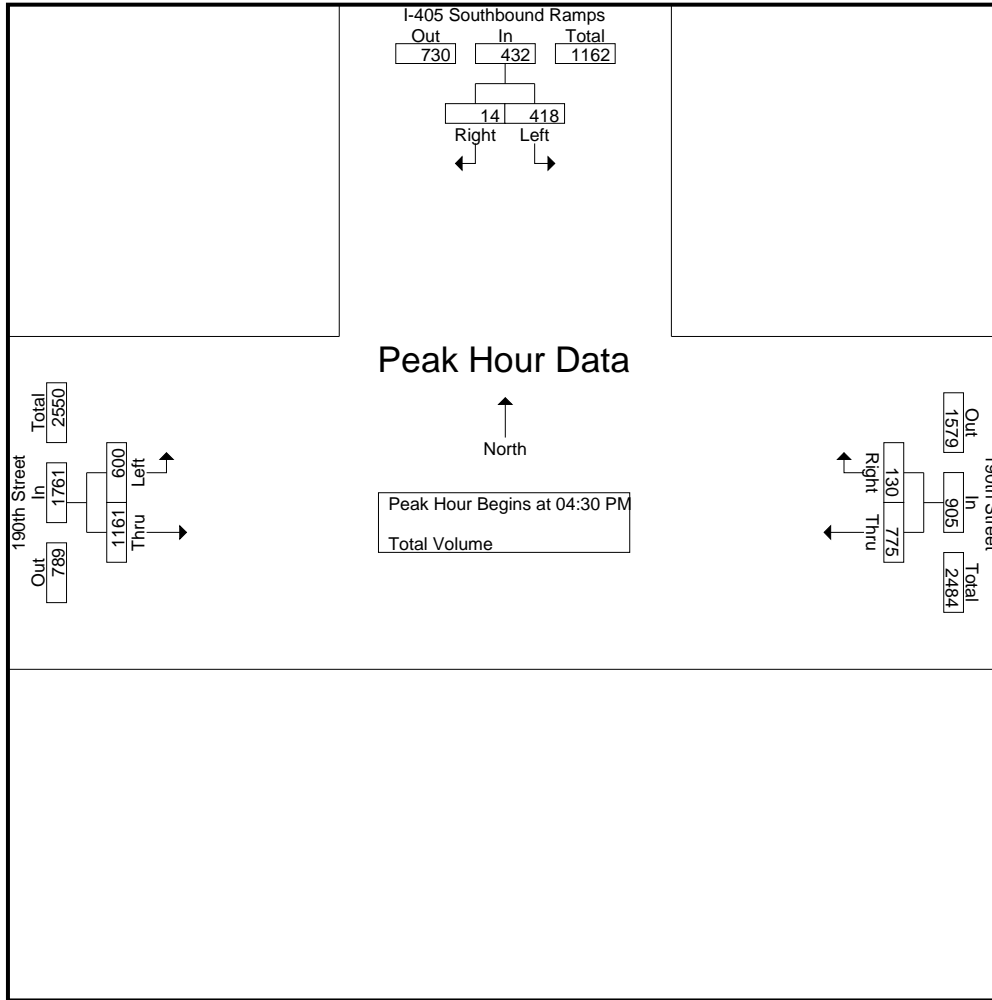 I-405 Southbound Ramps
Out In Total
730 432 1162
14 418
Right Left
Peak Hour Data
North
Peak Hour Begins at 04:30 PM
Total Volume
190th Street
Total In Out
2550 1761 789
600 1161
Left Thru
190th Street
Out In Total
1579 905 2484
130 775
Right Thru